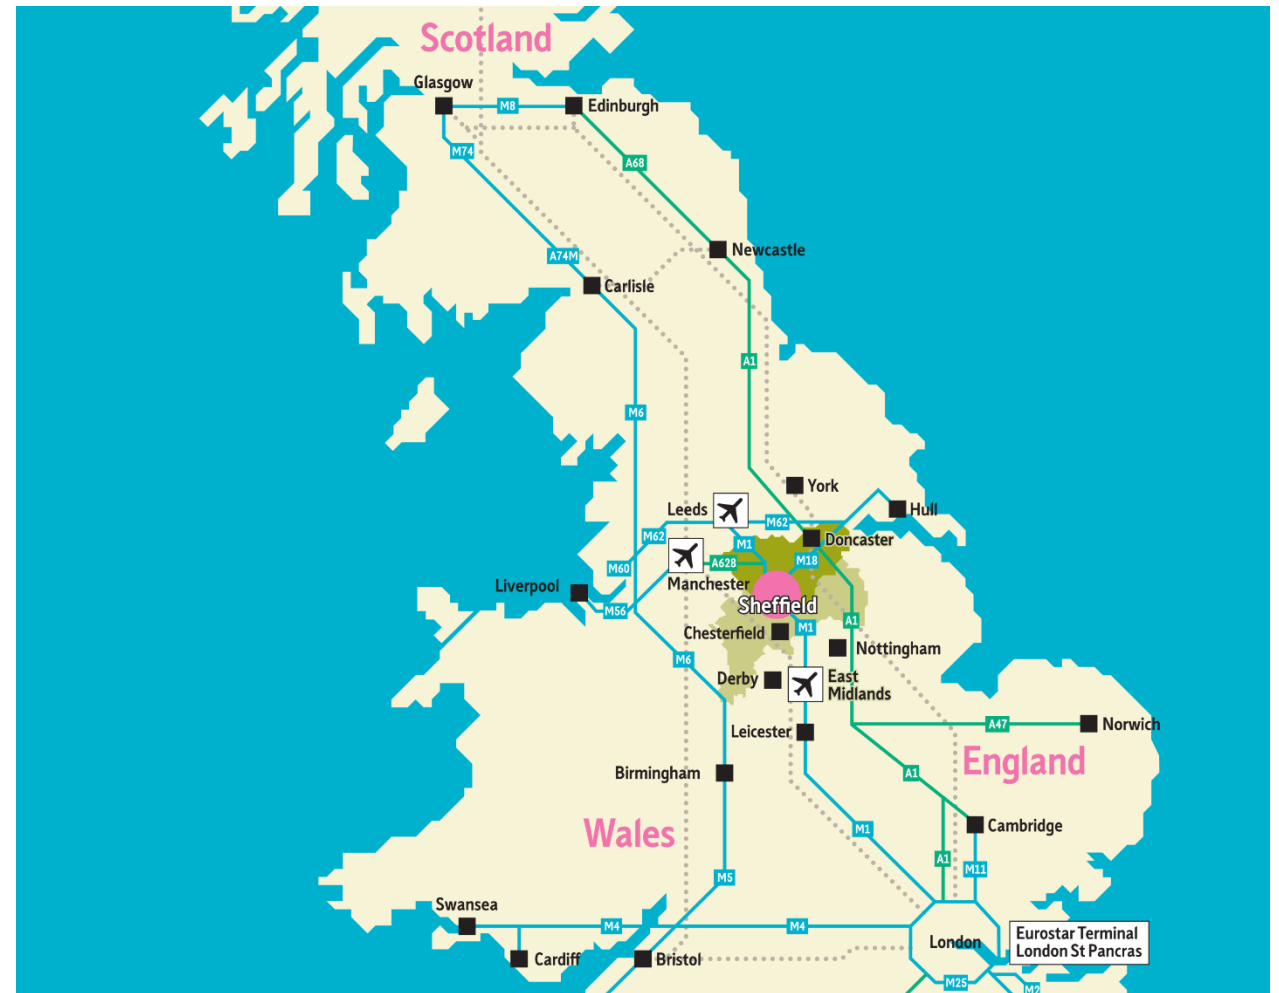 Scotland
Glasgow
M8
Edinburgh
M74
A68
A74M
Newcastle
Carlisle
A1
M6
York
Leeds
M62
Hull
M62
Doncaster
M1
M18
A628
M60
Manchester
Liverpool
M56
Sheffield
Chesterfield
M1
A1
Nottingham
M6
Derby
East
Midlands
Leicester
A47
Norwich
England
Birmingham
A1
Wales
M1
Cambridge
A1
M11
M5
Swansea
M4
M4
London
Eurostar Terminal
London St Pancras
Cardiff
Bristol
M25
M2